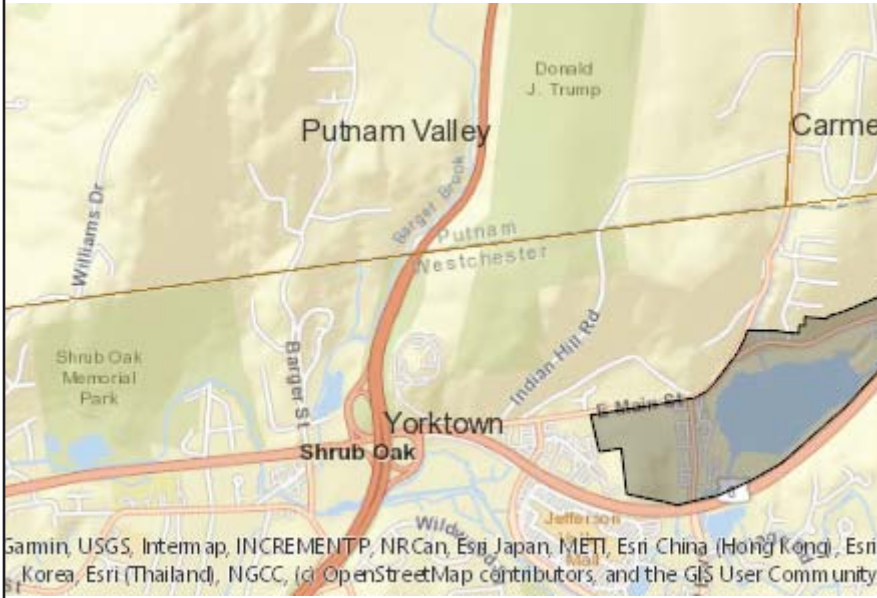 Donald
J. Trump
Putnam Valley
Carme
Barger Brook
Putnam
Westchester
Williams Dr
Shrub Oak
Memorial
Park
Barger St
Indian Hill Rd
E Main St
Yorktown
Shrub Oak
6
Jefferson
Mall
Garmin, USGS, Intermap, INCREMENT P, NRCan, Esri Japan, METI, Esri China (Hong Kong), Esri
Korea, Esri (Thailand), NGCC, (c) OpenStreetMap contributors, and the GIS User Community